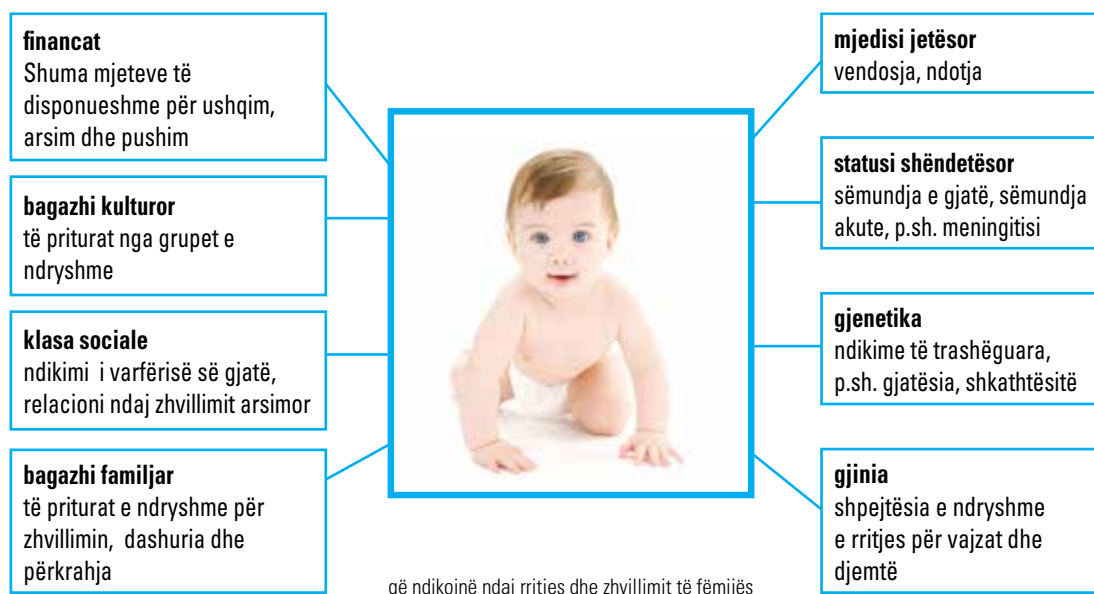 financat
Shuma mjeteve të
disponueshme për ushqim,
arsim dhe pushim
bagazhi kulturor
të priturat nga grupet e
ndryshme
klasa sociale
ndikimi i varfërisë së gjatë,
relacioni ndaj zhvillimit arsimor
bagazhi familjar
të priturat e ndryshme për
zhvillimin, dashuria dhe
përkrahja
mjedisi jetësor
vendosja, ndotja
statusi shëndetësor
sëmundja e gjatë, sëmundja
akute, p.sh. meningitisi
gjenetika
ndikime të trashëguara,
p.sh. gjatësia, shkathtësitë
gjinia
shpejtësia e ndryshme
e rritjes për vajzat dhe
djemtë
që ndikojnë ndaj rritjes dhe zhvillimit të fëmijës